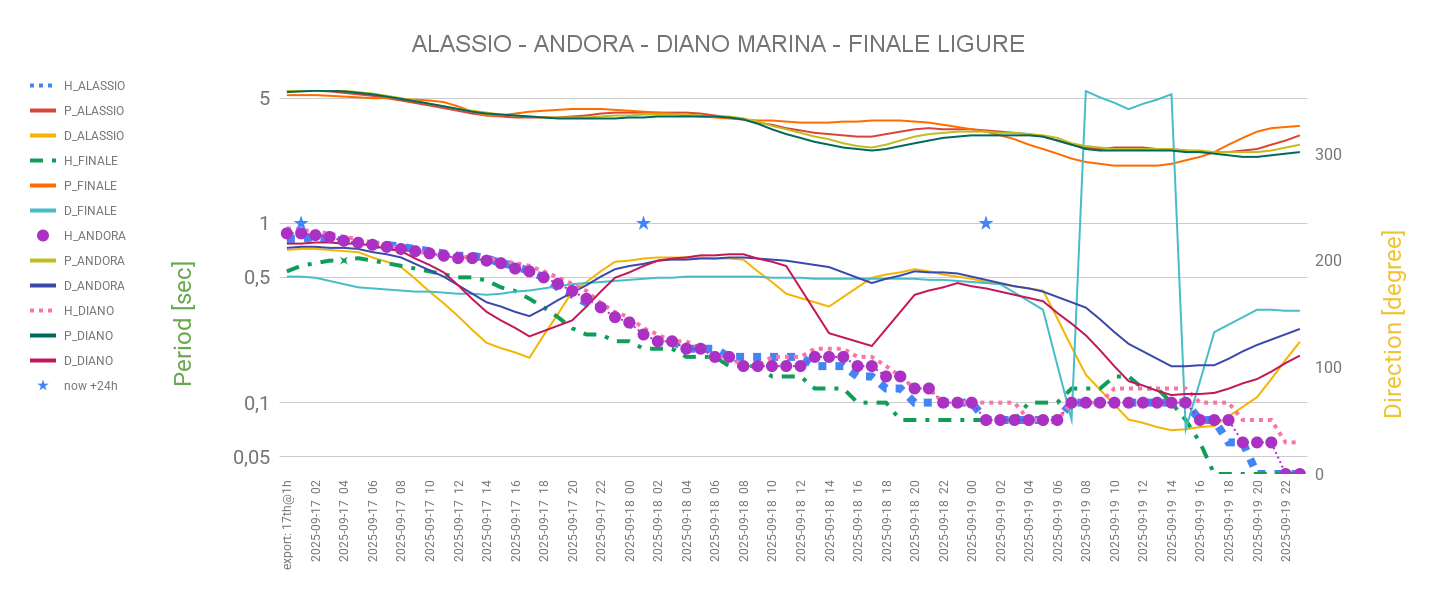 ALASSIO - ANDORA - DIANO MARINA - FINALE LIGURE
H_ALASSIO
P_ALASSIO
D_ALASSIO
H_FINALE
P_FINALE
D_FINALE
H_ANDORA
P_ANDORA
D_ANDORA
H_DIANO
P_DIANO
D_DIANO
now +24h
Period [sec]
5
1
0,5
0,1
0,05
300
200
100
0
Direction [degree]
export: 17th@1h
2025-09-17 02
2025-09-17 04
2025-09-17 06
2025-09-17 08
2025-09-17 10
2025-09-17 12
2025-09-17 14
2025-09-17 16
2025-09-17 18
2025-09-17 20
2025-09-17 22
2025-09-18 00
2025-09-18 02
2025-09-18 04
2025-09-18 06
2025-09-18 08
2025-09-18 10
2025-09-18 12
2025-09-18 14
2025-09-18 16
2025-09-18 18
2025-09-18 20
2025-09-18 22
2025-09-19 00
2025-09-19 02
2025-09-19 04
2025-09-19 06
2025-09-19 08
2025-09-19 10
2025-09-19 12
2025-09-19 14
2025-09-19 16
2025-09-19 18
2025-09-19 20
2025-09-19 22